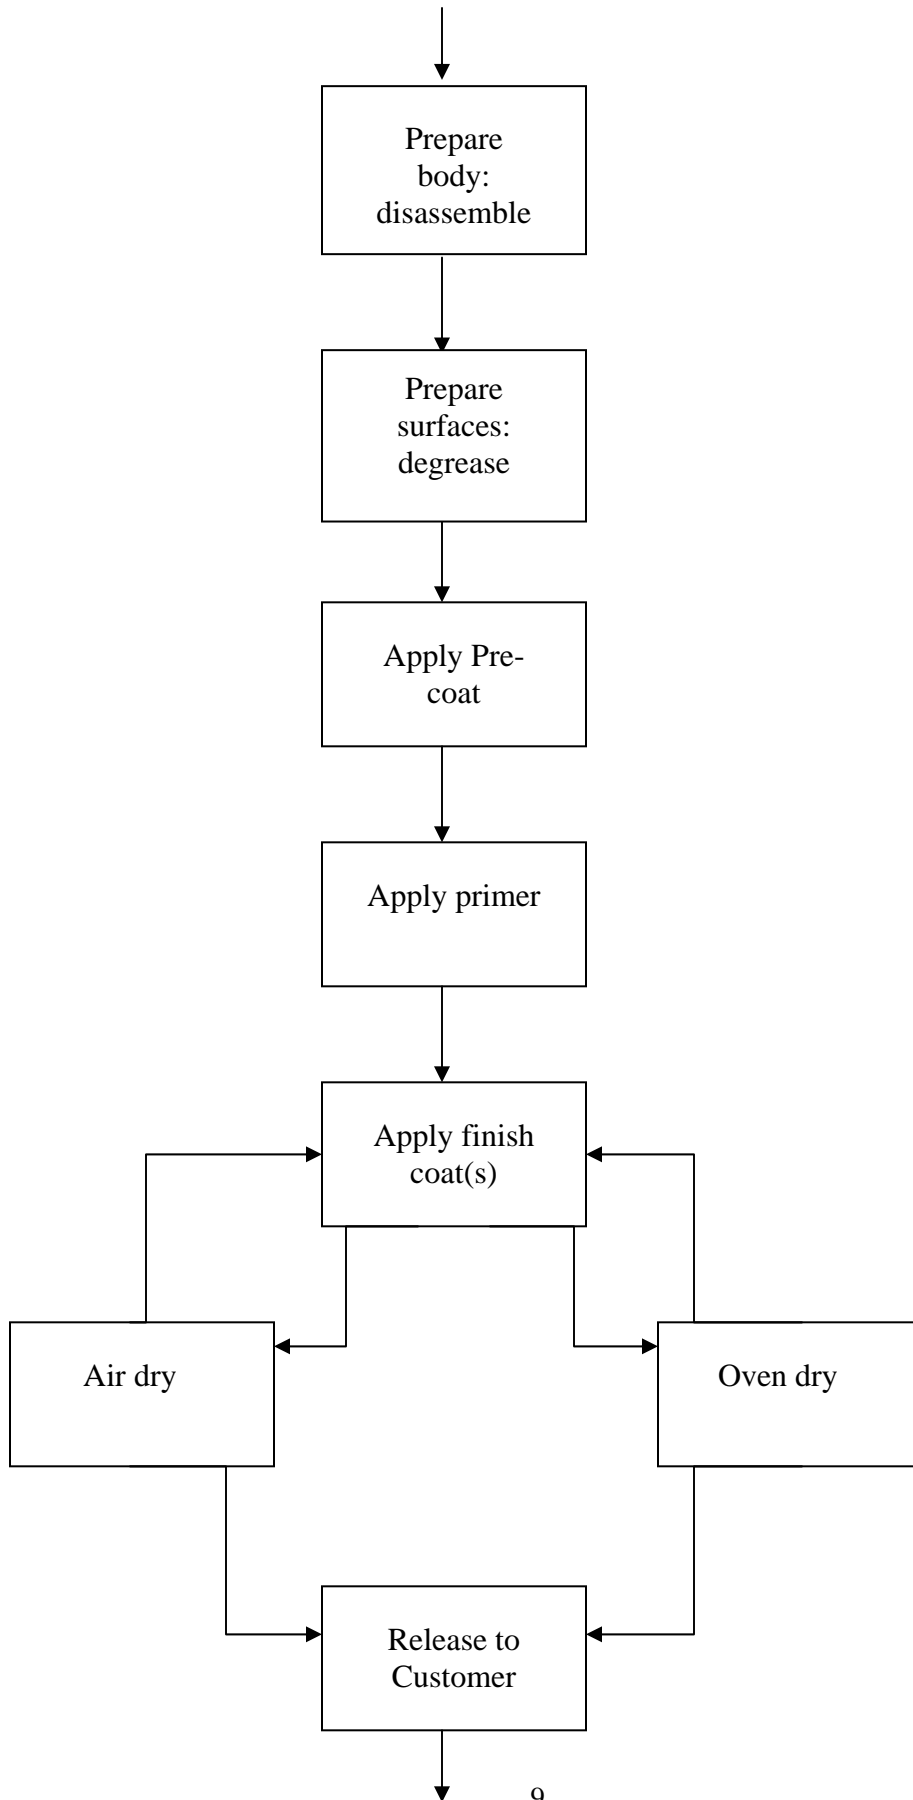 Prepare
body:
disassemble
Prepare
surfaces:
degrease
Apply Pre-
coat
Apply primer
Apply finish
coat(s)
Air dry
Oven dry
Release to
Customer
9